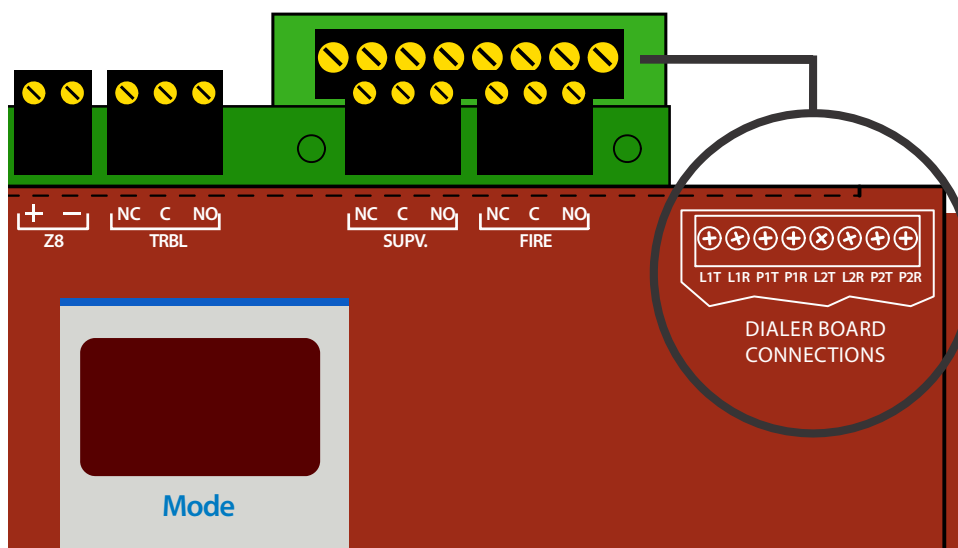 + −
Z8
NC C NO
TRBL
NC C NO
SUPV.
NC C NO
FIRE
L1T L1R P1T P1R L2T L2R P2T P2R
DIALER BOARD
CONNECTIONS
Mode